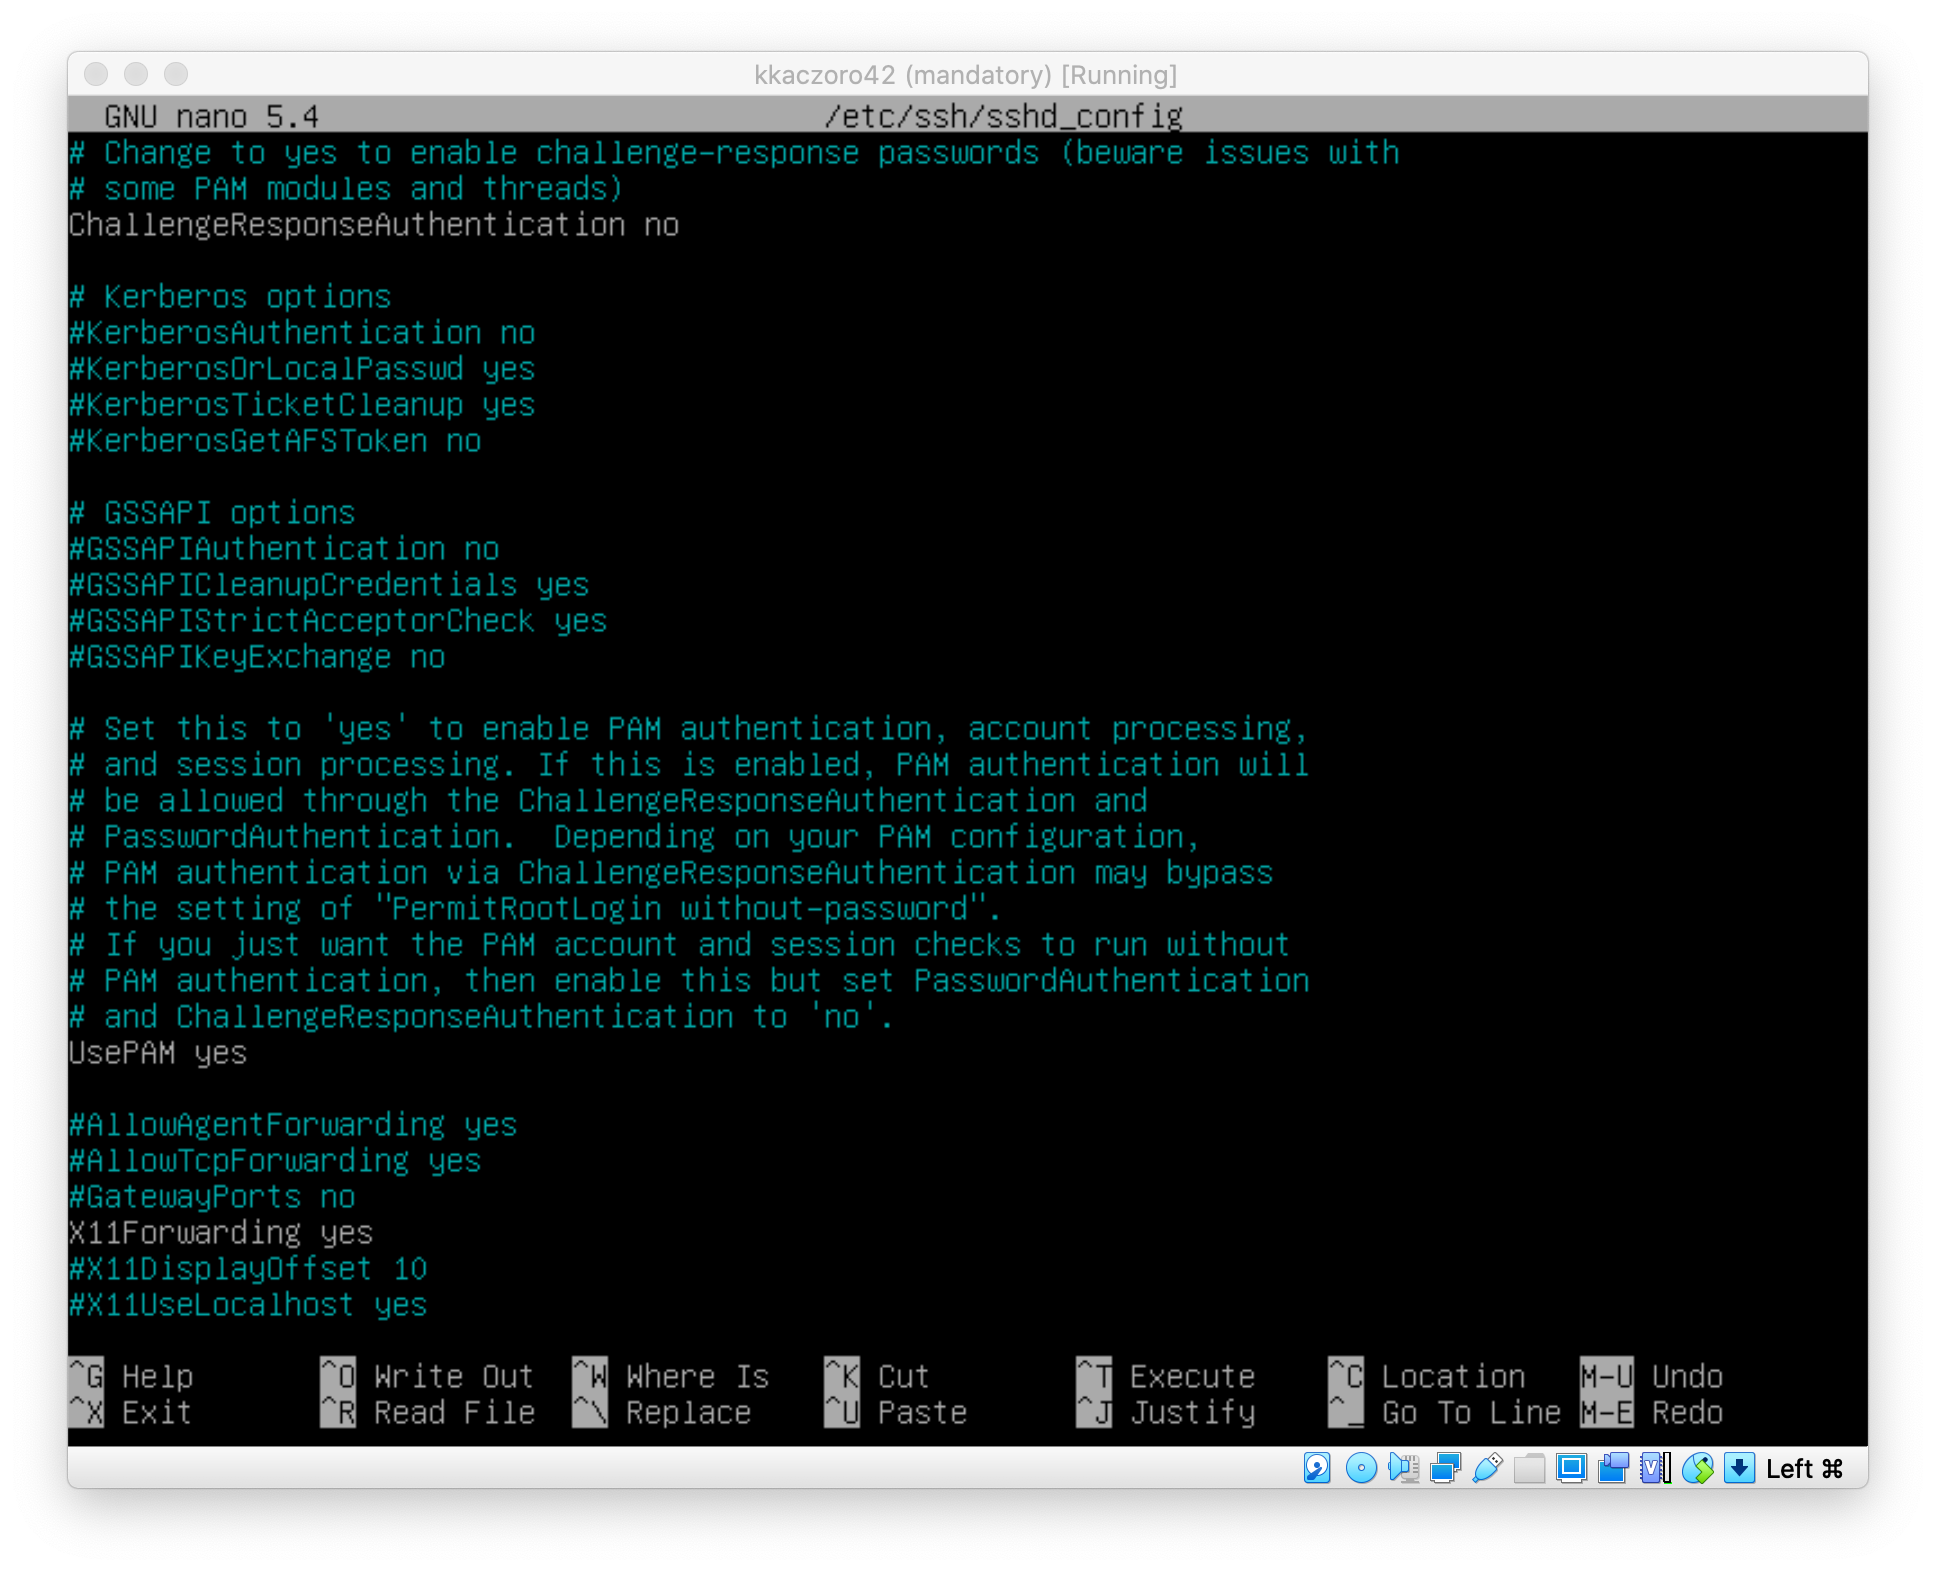 kkaczoro42 (mandatory) [Running]
GNU nano 5.4 /etc/ssh/sshd_config
# Change to yes to enable challenge-response passwords (beware issues with
# some PAM modules and threads)
ChallengeResponseAuthentication no
# Kerberos options
#KerberosAuthentication no
#KerberosOrLocalPasswd yes
#KerberosTicketCleanup yes
#KerberosGetAFSToken no
# GSSAPI options
#GSSAPIAuthentication no
#GSSAPICleanupCredentials yes
#GSSAPIStrictAcceptorCheck yes
#GSSAPIKeyExchange no
# Set this to 'yes' to enable PAM authentication, account processing,
# and session processing. If this is enabled, PAM authentication will
# be allowed through the ChallengeResponseAuthentication and
# PasswordAuthentication.  Depending on your PAM configuration,
# PAM authentication via ChallengeResponseAuthentication may bypass
# the setting of "PermitRootLogin without-password".
# If you just want the PAM account and session checks to run without
# PAM authentication, then enable this but set PasswordAuthentication
# and ChallengeResponseAuthentication to 'no'.
UsePAM yes
#AllowAgentForwarding yes
#AllowTcpForwarding yes
#GatewayPorts no
X11Forwarding yes
#X11DisplayOffset 10
#X11UseLocalhost yes
^G Help ^O Write Out ^W Where Is ^K Cut ^T Execute ^C Location M-U Undo
^X Exit ^R Read File ^\ Replace ^U Paste ^J Justify ^_ Go To Line M-E Redo
Left ⌘